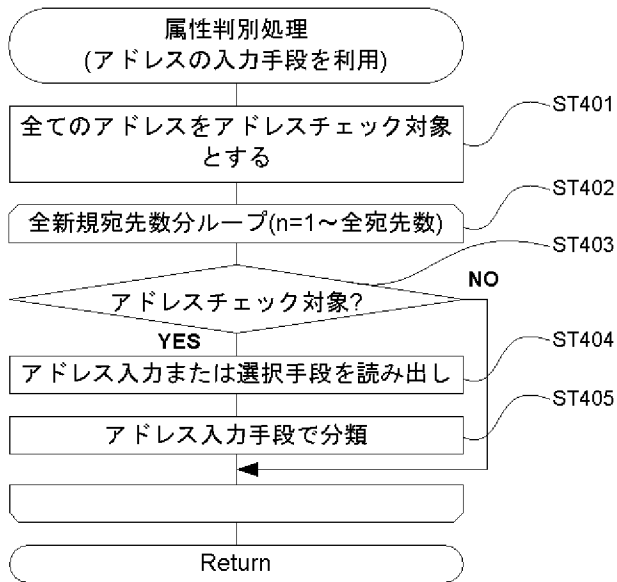 属性判別処理
(アドレスの入力手段を利用)
ST401
全てのアドレスをアドレスチェック対象
とする
ST402
全新規宛先数分ループ(n=1～全宛先数)
ST403
アドレスチェック対象?
NO
YES
ST404
アドレス入力または選択手段を読み出し
ST405
アドレス入力手段で分類
Return